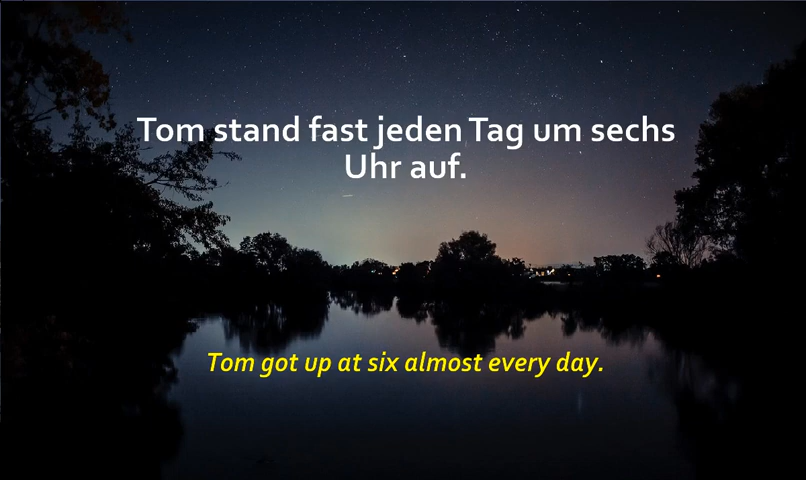 Tom stand fast jeden Tag um sechs
Uhr auf.
Tom got up at six almost every day.